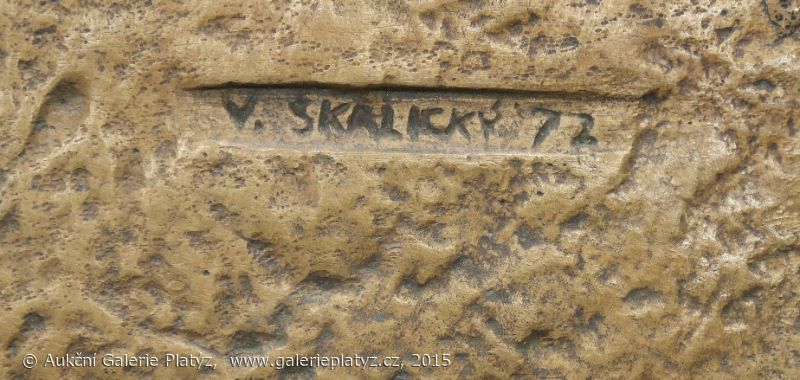 V. SKALICKÝ 72
© Aukční Galerie Platyz, www.galerieplatyz.cz, 2015